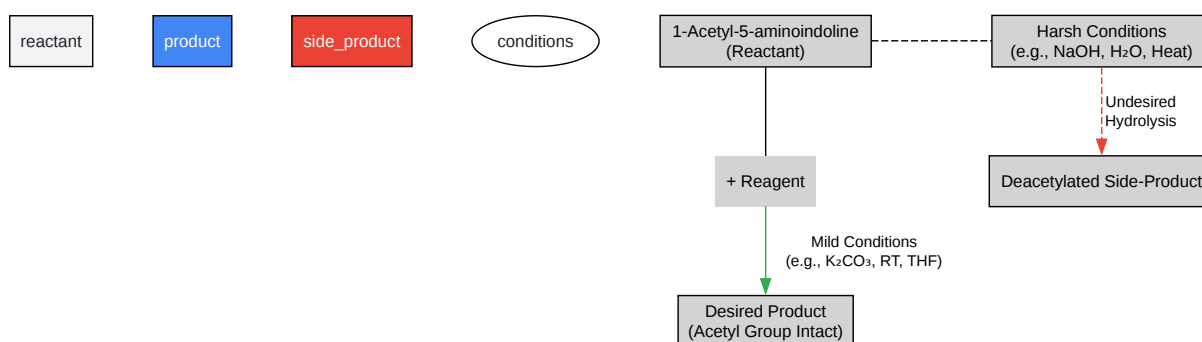 reactant
product
side_product
conditions
1-Acetyl-5-aminoindoline
(Reactant)
Harsh Conditions
(e.g., NaOH, H₂O, Heat)
Undesired
Hydrolysis
+ Reagent
Deacetylated Side-Product
Mild Conditions
(e.g., K₂CO₃, RT, THF)
Desired Product
(Acetyl Group Intact)